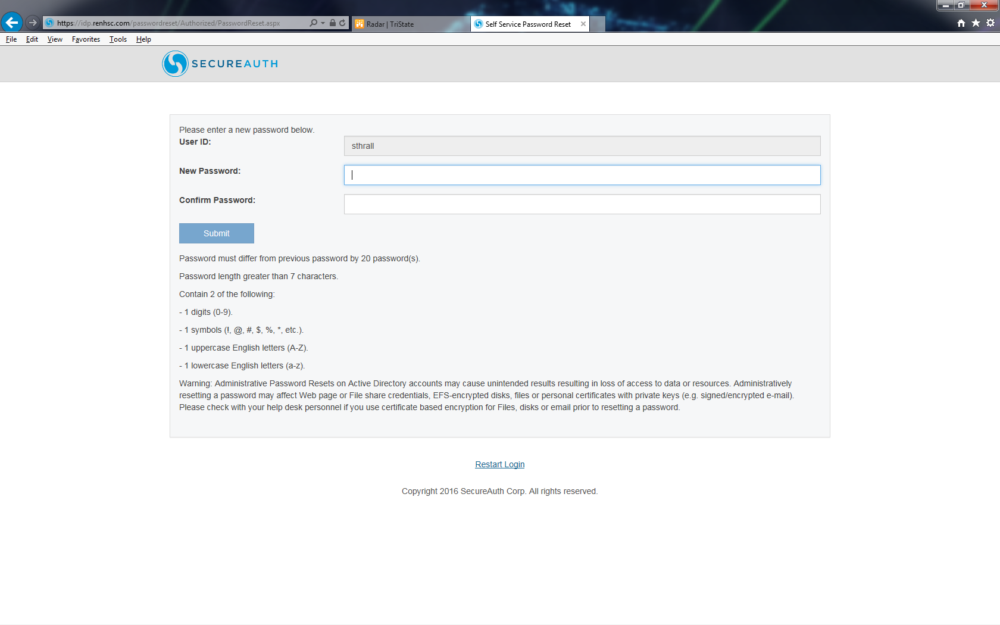 https://idp.renhsc.com/passwordreset/Authorized/PasswordReset.aspx
Radar | TriState
Self Service Password Reset
File Edit View Favorites Tools Help
SECUREAUTH
Please enter a new password below.
User ID:
sthrall
New Password:
Confirm Password:
Submit
Password must differ from previous password by 20 password(s).
Password length greater than 7 characters.
Contain 2 of the following:
- 1 digits (0-9).
- 1 symbols (!, @, #, $, %, *, etc.).
- 1 uppercase English letters (A-Z).
- 1 lowercase English letters (a-z).
Warning: Administrative Password Resets on Active Directory accounts may cause unintended results resulting in loss of access to data or resources. Administratively
resetting a password may affect Web page or File share credentials, EFS-encrypted disks, files or personal certificates with private keys (e.g. signed/encrypted e-mail).
Please check with your help desk personnel if you use certificate based encryption for Files, disks or email prior to resetting a password.
Restart Login
Copyright 2016 SecureAuth Corp. All rights reserved.